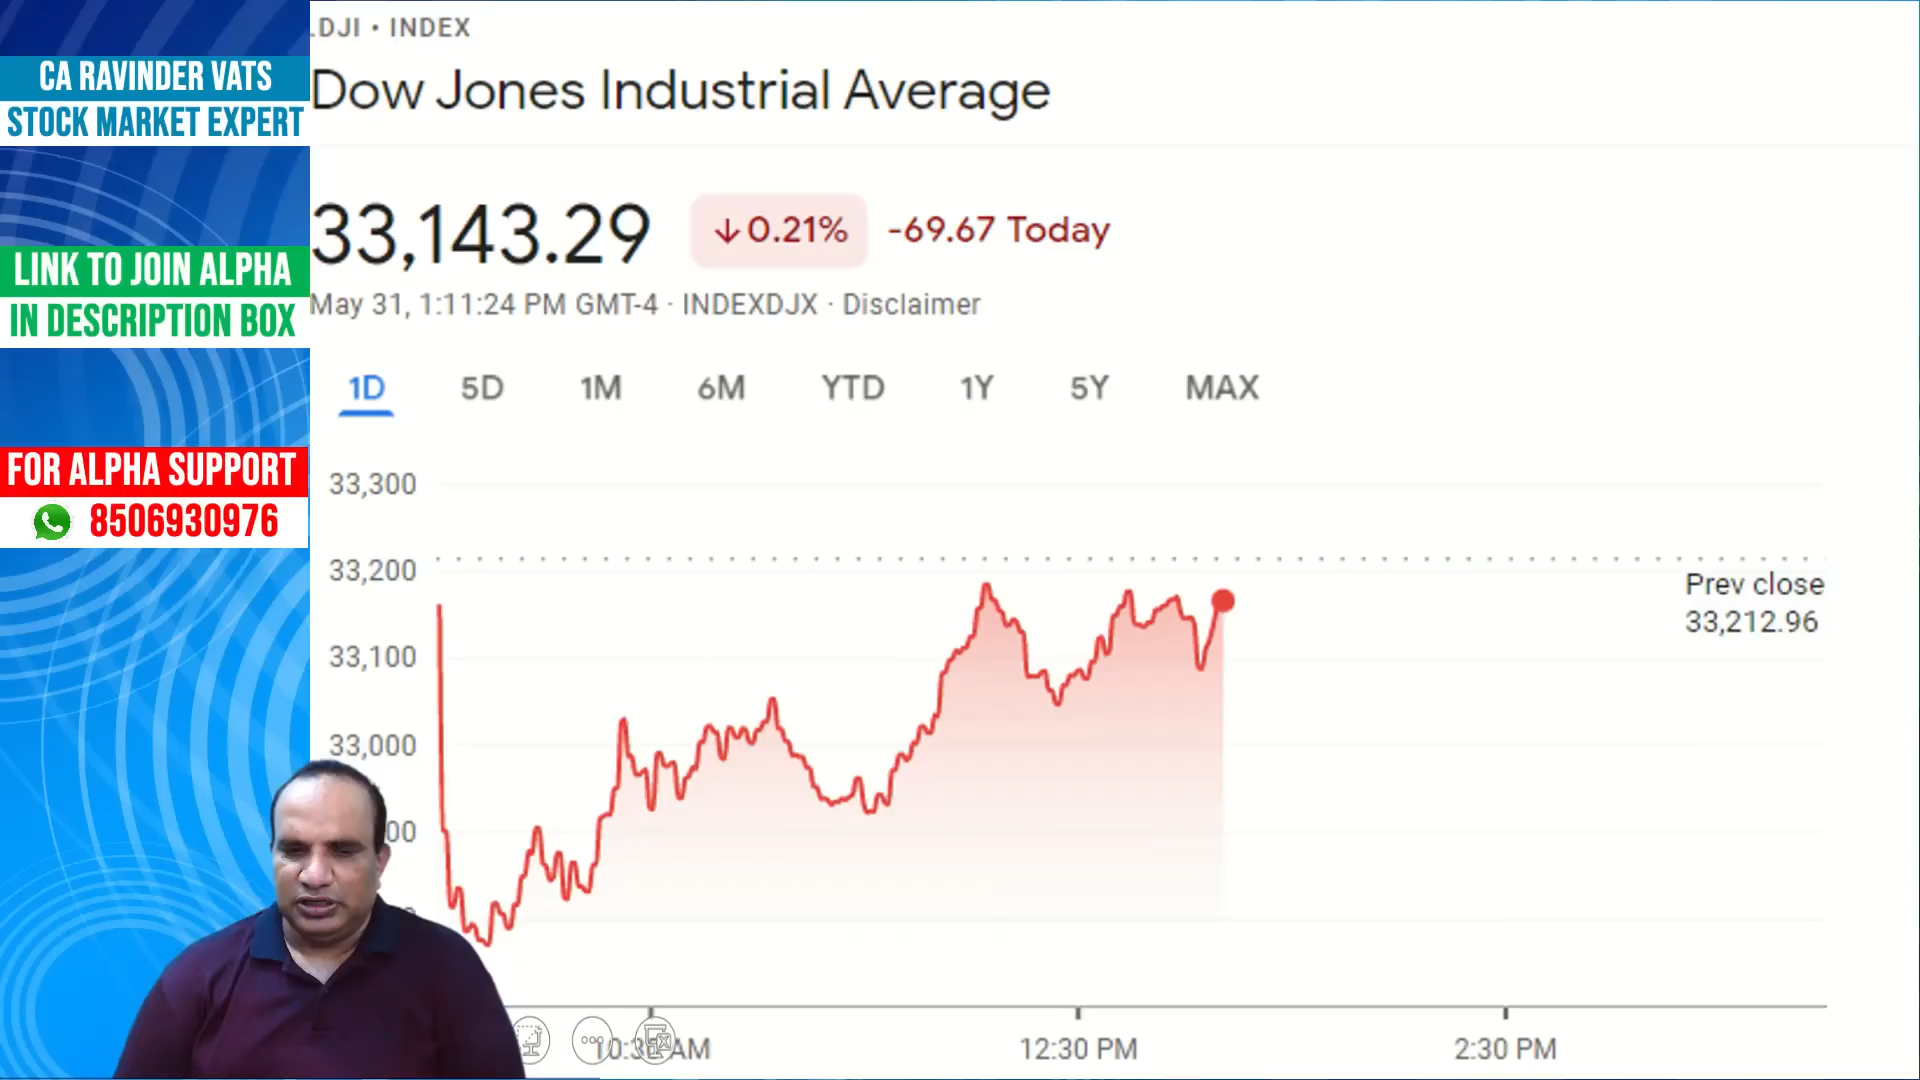 CA RAVINDER VATS
STOCK MARKET EXPERT
LINK TO JOIN ALPHA
IN DESCRIPTION BOX
FOR ALPHA SUPPORT
8506930976
.DJI • INDEX
Dow Jones Industrial Average
33,143.29 ↓0.21% -69.67 Today
May 31, 1:11:24 PM GMT-4 · INDEXDJX · Disclaimer
1D 5D 1M 6M YTD 1Y 5Y MAX
33,300
33,200
33,100
33,000
00
Prev close
33,212.96
12:30 PM
2:30 PM